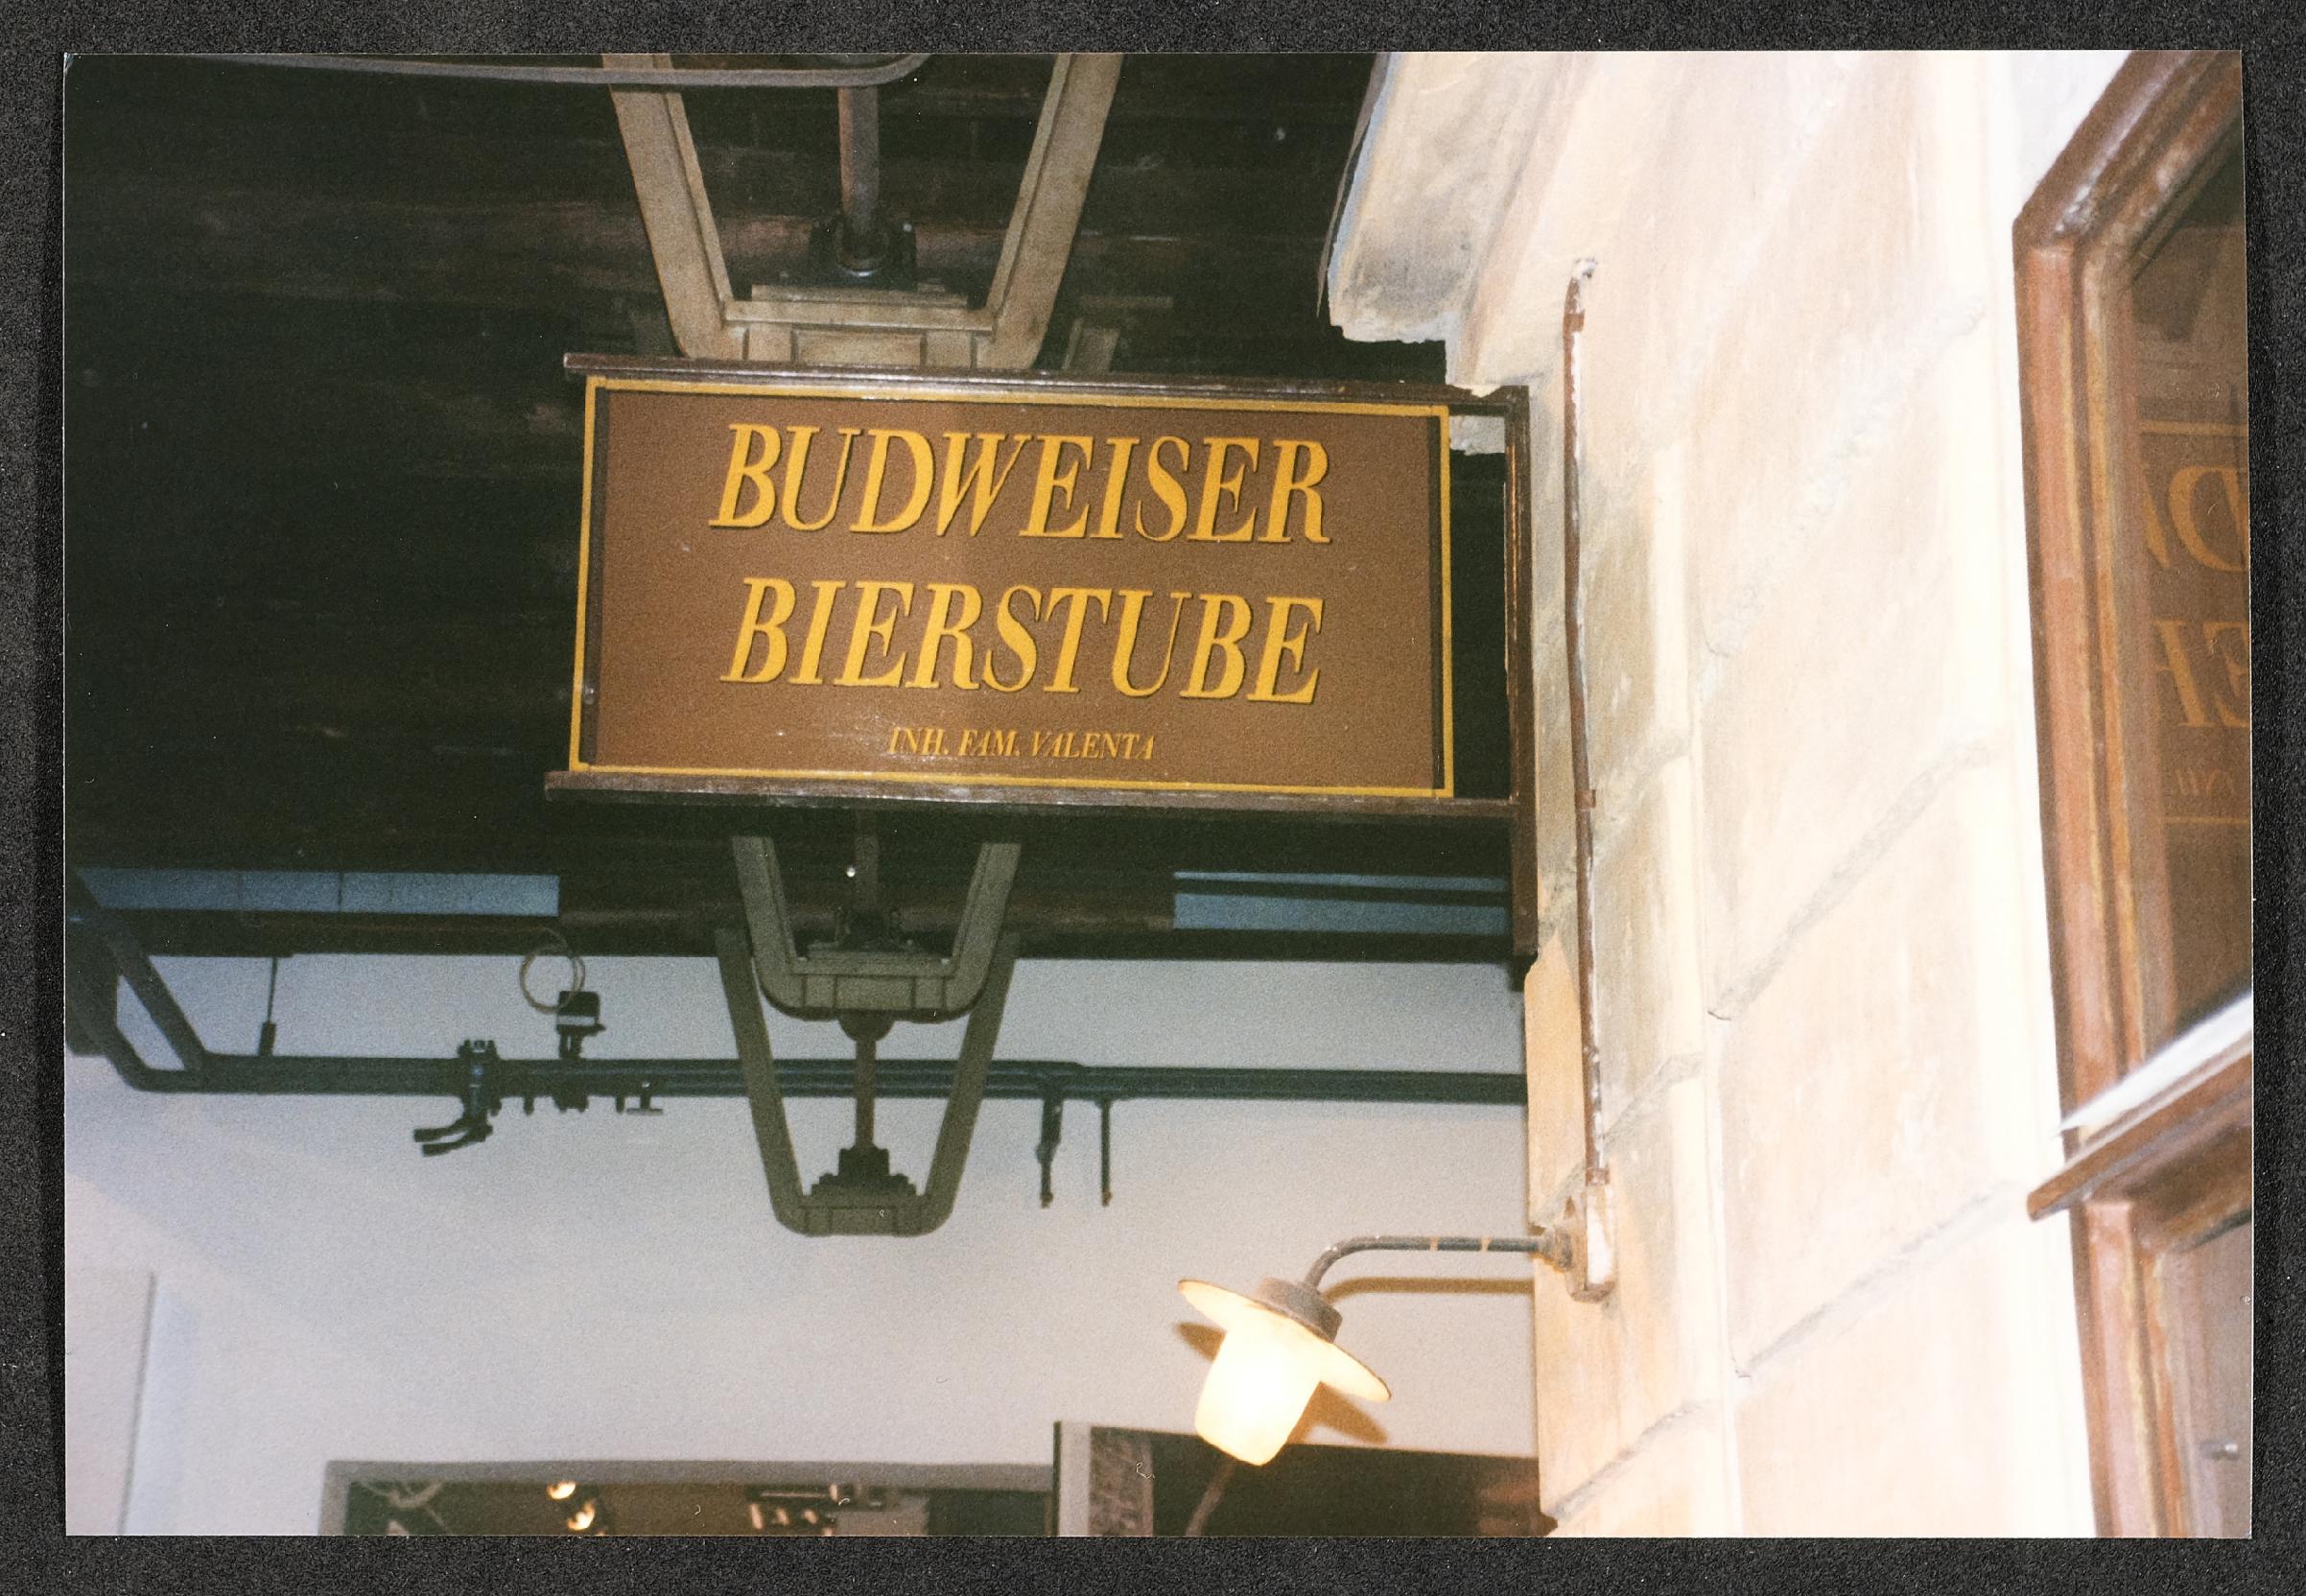 BUDWEISER
BIERSTUBE
INH. FAM. VALENTA